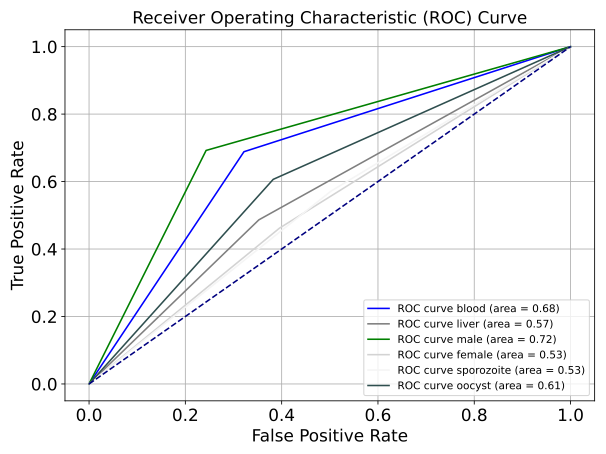 Receiver Operating Characteristic (ROC) Curve
True Positive Rate
1.0
0.8
0.6
0.4
0.2
0.0
ROC curve blood (area = 0.68)
ROC curve liver (area = 0.57)
ROC curve male (area = 0.72)
ROC curve female (area = 0.53)
ROC curve sporozoite (area = 0.53)
ROC curve oocyst (area = 0.61)
0.0 0.2 0.4 0.6 0.8 1.0
False Positive Rate